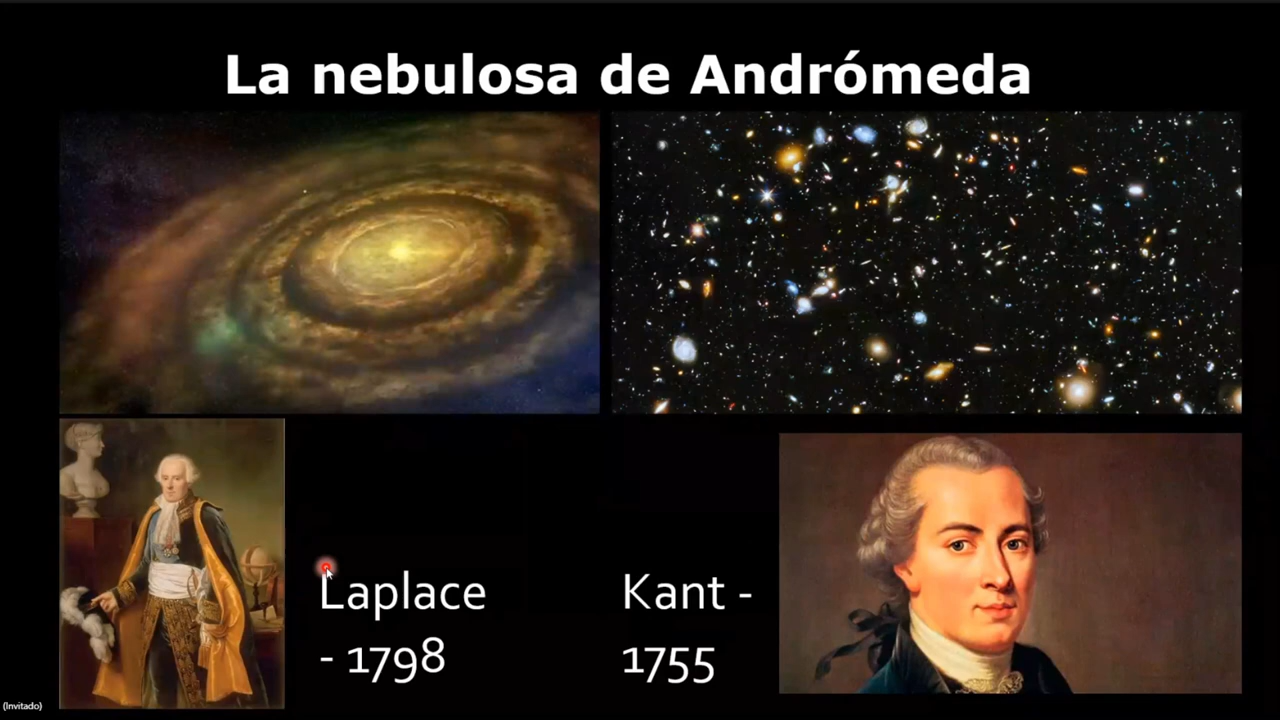 La nebulosa de Andrómeda
Laplace
- 1798
Kant -
1755
(Invitado)